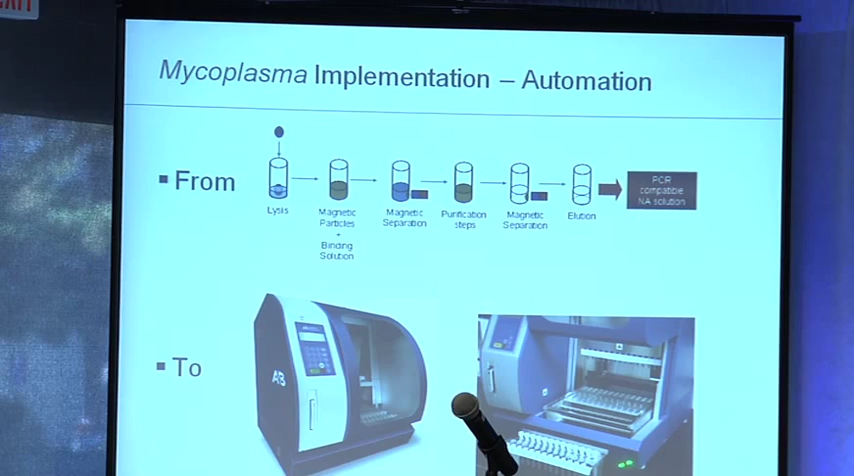 EXIT
Mycoplasma Implementation – Automation
▪ From
Lysis
Magnetic
Particles
+
Binding
Solution
Magnetic
Separation
Purification
steps
Magnetic
Separation
Elution
PCR
compatible
NA solution
▪ To